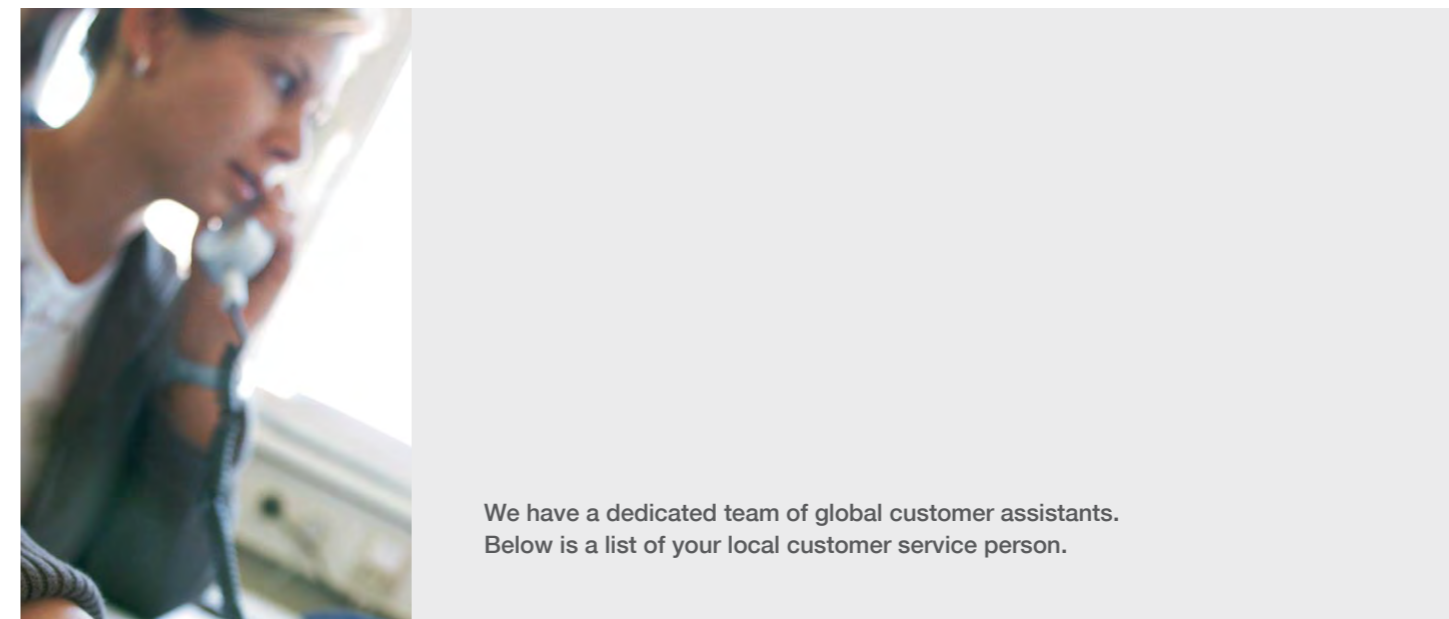 We have a dedicated team of global customer assistants.
Below is a list of your local customer service person.